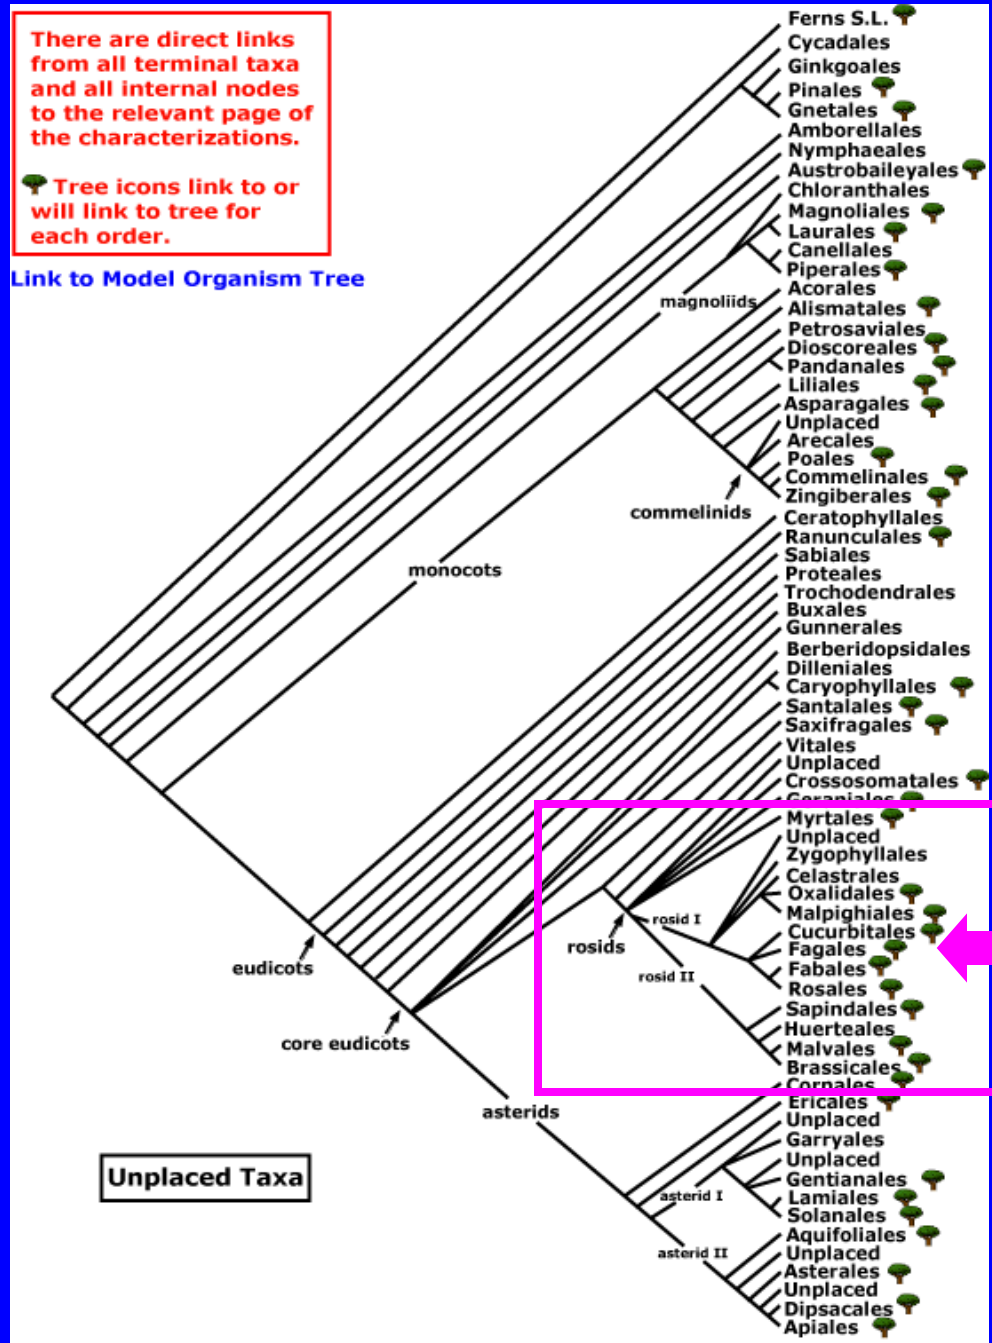 There are direct links
from all terminal taxa
and all internal nodes
to the relevant page of
the characterizations.
Tree icons link to or
will link to tree for
each order.
Link to Model Organism Tree
Ferns S.L.
Cycadales
Ginkgoales
Pinales
Gnetales
Amborellales
Nymphaeales
Austrobaileyales
Chloranthales
Magnoliales
Laurales
Canellales
Piperales
magnoliids
Acorales
Alismatales
Petrosaviales
Dioscoreales
Pandanales
Liliales
Asparagales
Unplaced
Arecales
Poales
Commelinales
Zingiberales
commelinids
monocots
Ceratophyllales
Ranunculales
Sabiales
Proteales
Trochodendrales
Buxales
Gunnerales
Berberidopsidales
Dilleniales
Caryophyllales
Santalales
Saxifragales
Vitales
Unplaced
Crossosomatales
Geraniales
Myrtales
Unplaced
Zygophyllales
Celastrales
Oxalidales
Malpighiales
Cucurbitales
Fagales
Fabales
Rosales
Sapindales
Huerteales
Malvales
Brassicales
rosid I
rosids
rosid II
eudicots
core eudicots
Cornales
Ericales
Unplaced
Garryales
Unplaced
Gentianales
Lamiales
Solanales
asterids
asterid I
asterid II
Aquifoliales
Unplaced
Asterales
Unplaced
Dipsacales
Apiales
Unplaced Taxa